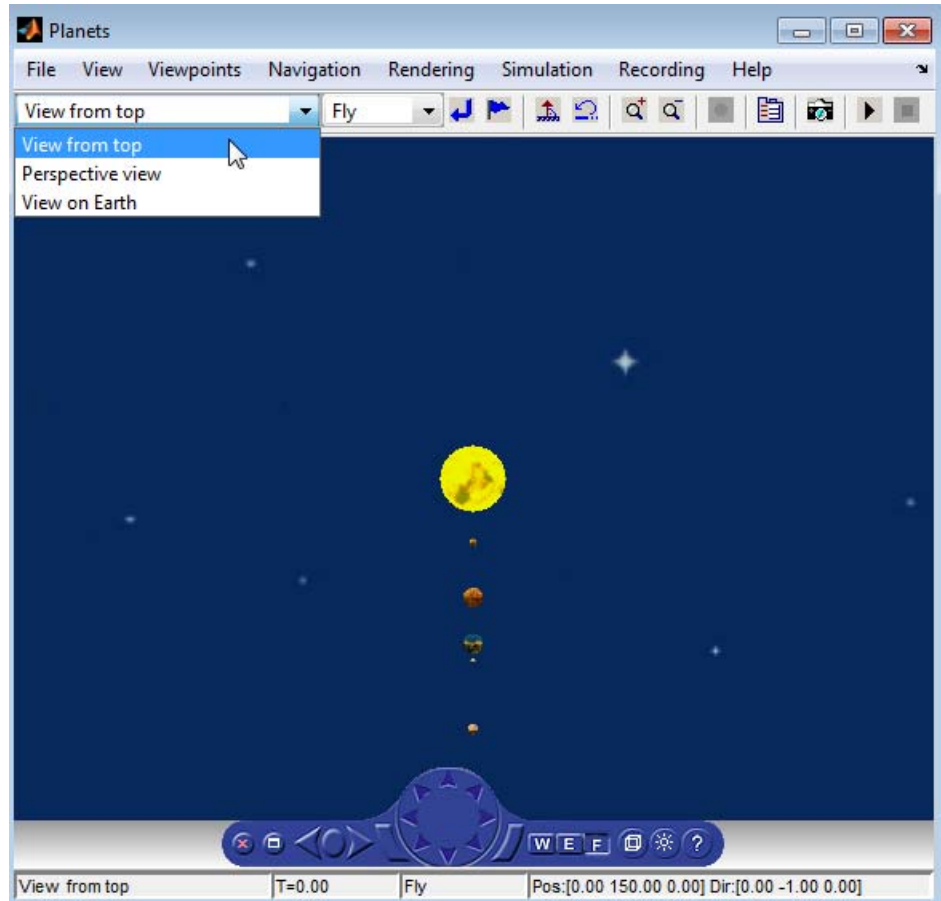 Planets
File View Viewpoints Navigation Rendering Simulation Recording Help
View from top Fly
View from top
Perspective view
View on Earth
W E F ?
View from top T=0.00 Fly Pos:[0.00 150.00 0.00] Dir:[0.00 -1.00 0.00]